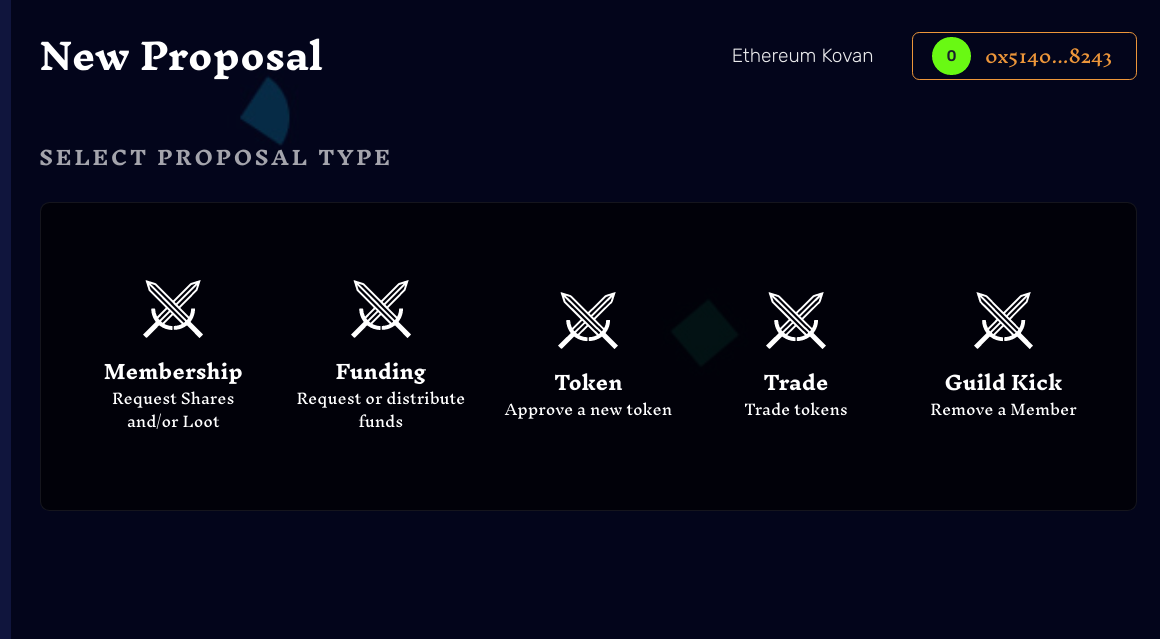 New Proposal
Ethereum Kovan
0
0x5140...8243
SELECT PROPOSAL TYPE
Membership
Request Shares
and/or Loot
Funding
Request or distribute
funds
Token
Approve a new token
Trade
Trade tokens
Guild Kick
Remove a Member